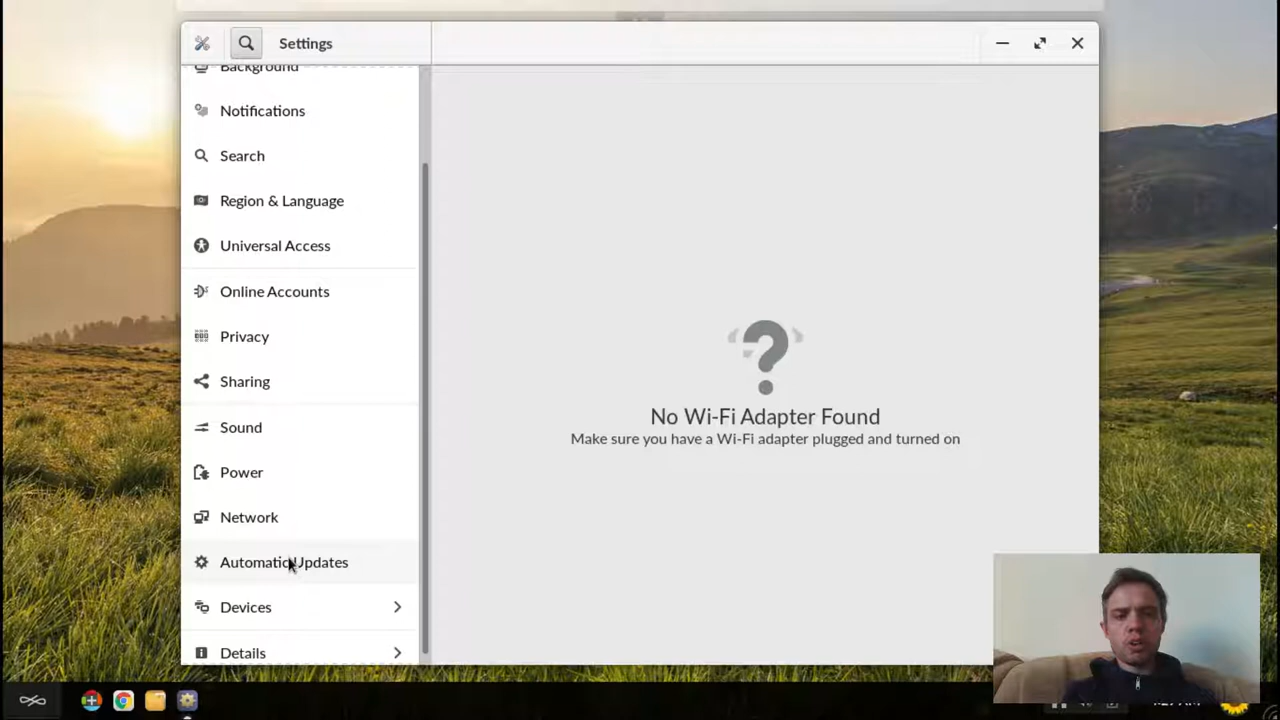 Settings
Background
Notifications
Search
Region & Language
Universal Access
Online Accounts
Privacy
Sharing
Sound
Power
Network
Automatic Updates
Devices
Details
No Wi-Fi Adapter Found
Make sure you have a Wi-Fi adapter plugged and turned on